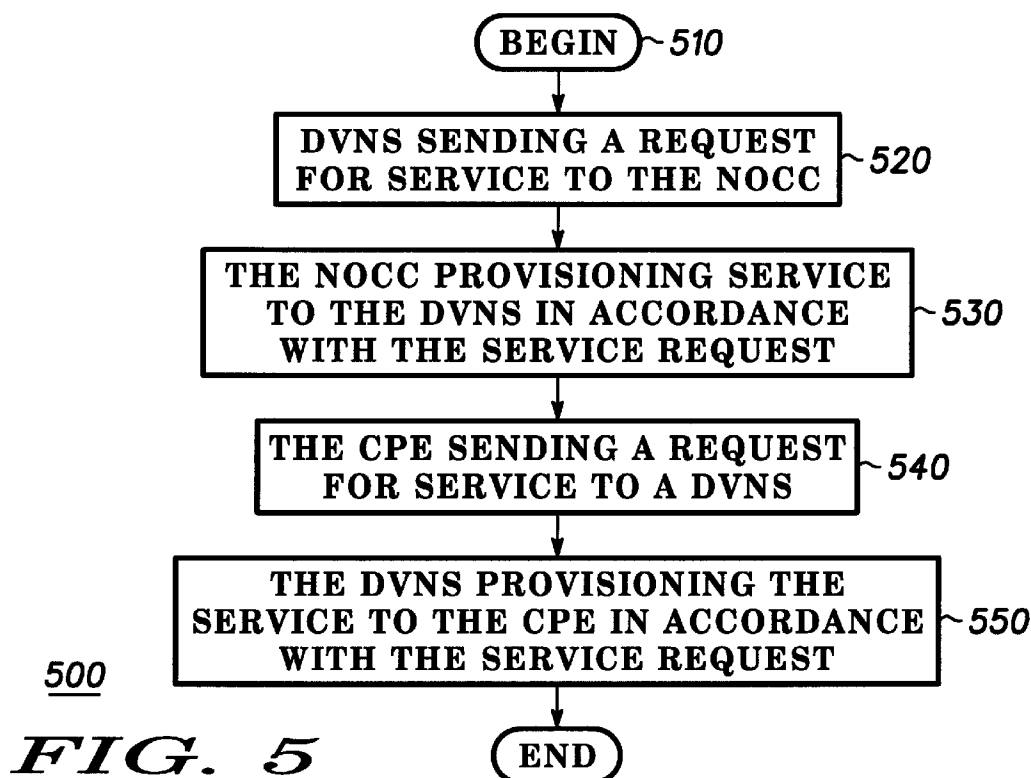 BEGIN 510
DVNS SENDING A REQUEST
FOR SERVICE TO THE NOCC
520
THE NOCC PROVISIONING SERVICE
TO THE DVNS IN ACCORDANCE
WITH THE SERVICE REQUEST
530
THE CPE SENDING A REQUEST
FOR SERVICE TO A DVNS
540
THE DVNS PROVISIONING THE
SERVICE TO THE CPE IN ACCORDANCE
WITH THE SERVICE REQUEST
550
END
500
FIG. 5